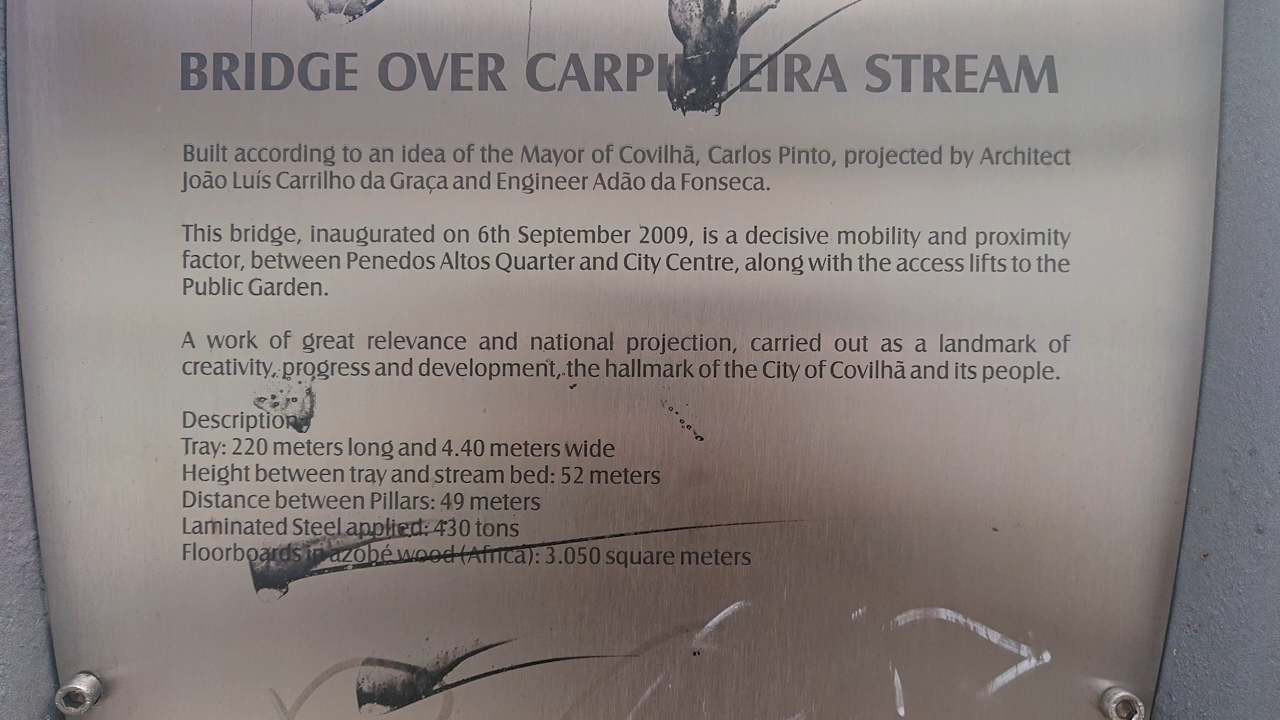 BRIDGE OVER CARPINTEIRA STREAM
Built according to an idea of the Mayor of Covilhã, Carlos Pinto, projected by Architect
João Luís Carrilho da Graça and Engineer Adão da Fonseca.
This bridge, inaugurated on 6th September 2009, is a decisive mobility and proximity
factor, between Penedos Altos Quarter and City Centre, along with the access lifts to the
Public Garden.
A work of great relevance and national projection, carried out as a landmark of
creativity, progress and development, the hallmark of the City of Covilhã and its people.
Description
Tray: 220 meters long and 4.40 meters wide
Height between tray and stream bed: 52 meters
Distance between Pillars: 49 meters
Laminated Steel applied: 430 tons
Floorboards in azobé wood (Africa): 3.050 square meters